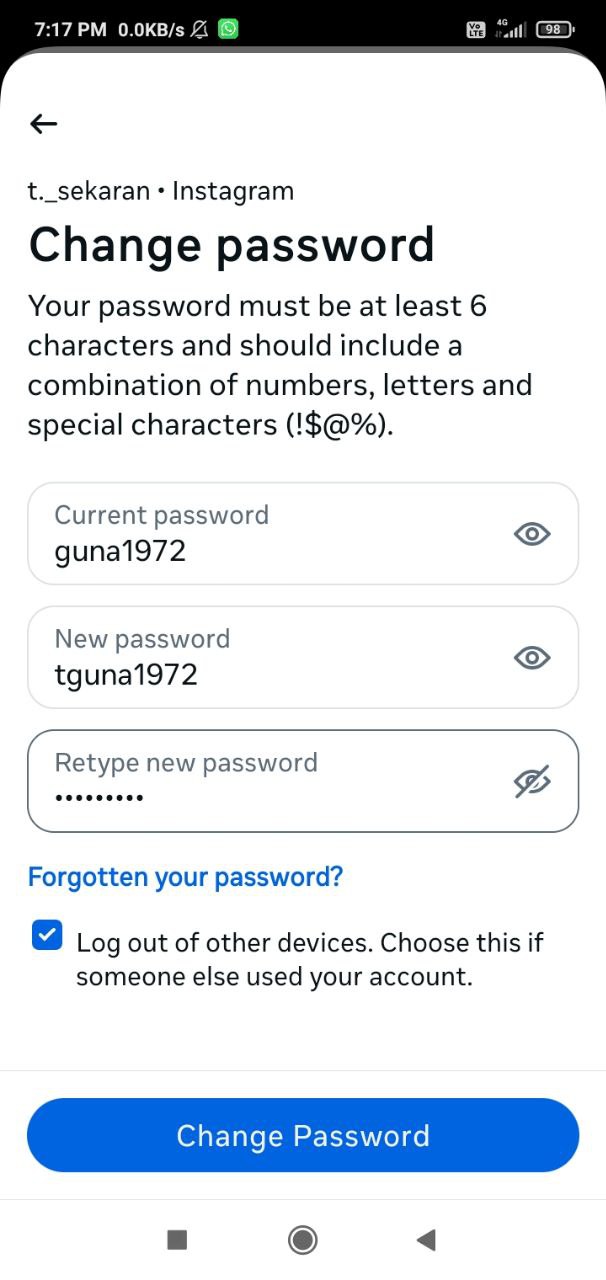 7:17 PM 0.0KB/s Vo LTE 4G 98
t._sekaran • Instagram
Change password
Your password must be at least 6
characters and should include a
combination of numbers, letters and
special characters (!$@%).
Current password
guna1972
New password
tguna1972
Retype new password
•••••••••
Forgotten your password?
Log out of other devices. Choose this if
someone else used your account.
Change Password